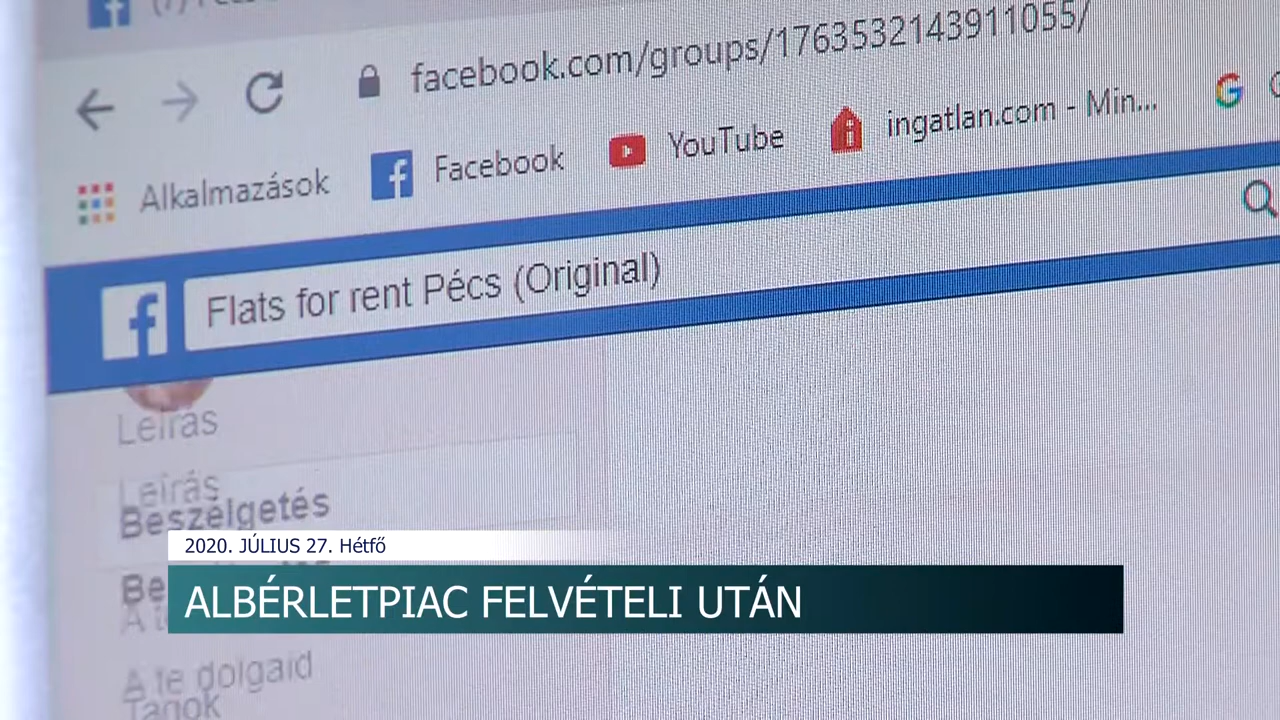 facebook.com/groups/1763532143911055/
Alkalmazások Facebook YouTube ingatlan.com - Min...
Flats for rent Pécs (Original)
Leírás
Leírás
Beszélgetés
2020. JÚLIUS 27. Hétfő
ALBÉRLETPIAC FELVÉTELI UTÁN
A te dolgaid
Tagok